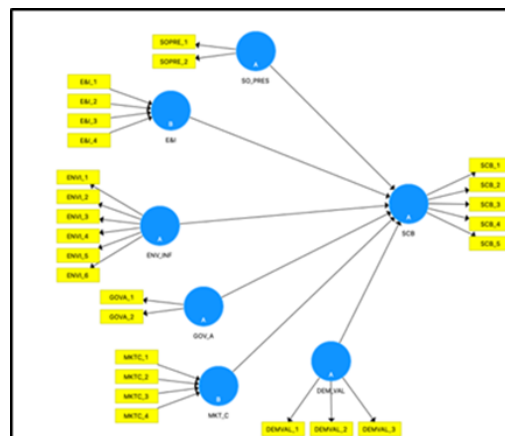 SOPRE_1
SOPRE_2
A
SO_PRES
E&I_1
E&I_2
E&I_3
E&I_4
B
E&I
ENVI_1
ENVI_2
ENVI_3
ENVI_4
ENVI_5
ENVI_6
A
ENV_INF
SCB_1
SCB_2
SCB_3
SCB_4
SCB_5
A
SCB
GOVA_1
GOVA_2
A
GOV_A
MKTC_1
MKTC_2
MKTC_3
MKTC_4
B
MKT_C
A
DEM_VAL
DEMVAL_1
DEMVAL_2
DEMVAL_3